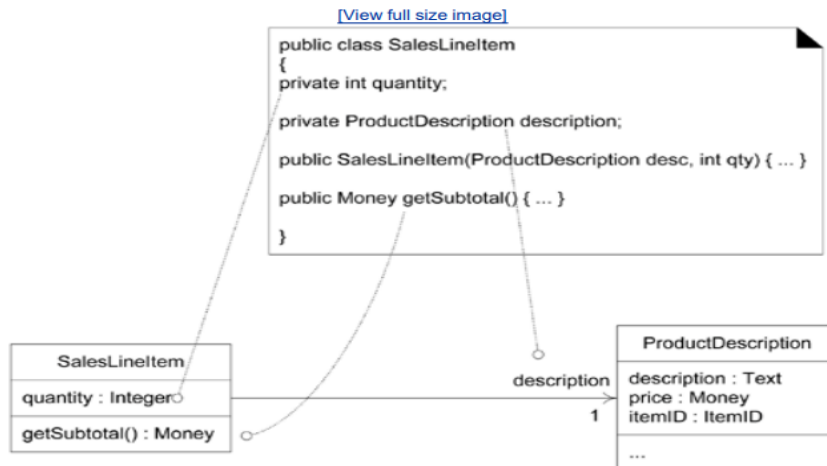 [View full size image]
public class SalesLineItem
{
private int quantity;
private ProductDescription description;
public SalesLineItem(ProductDescription desc, int qty) { ... }
public Money getSubtotal() { ... }
}
SalesLineItem
quantity : Integer
getSubtotal() : Money
description
1
ProductDescription
description : Text
price : Money
itemID : ItemID
...